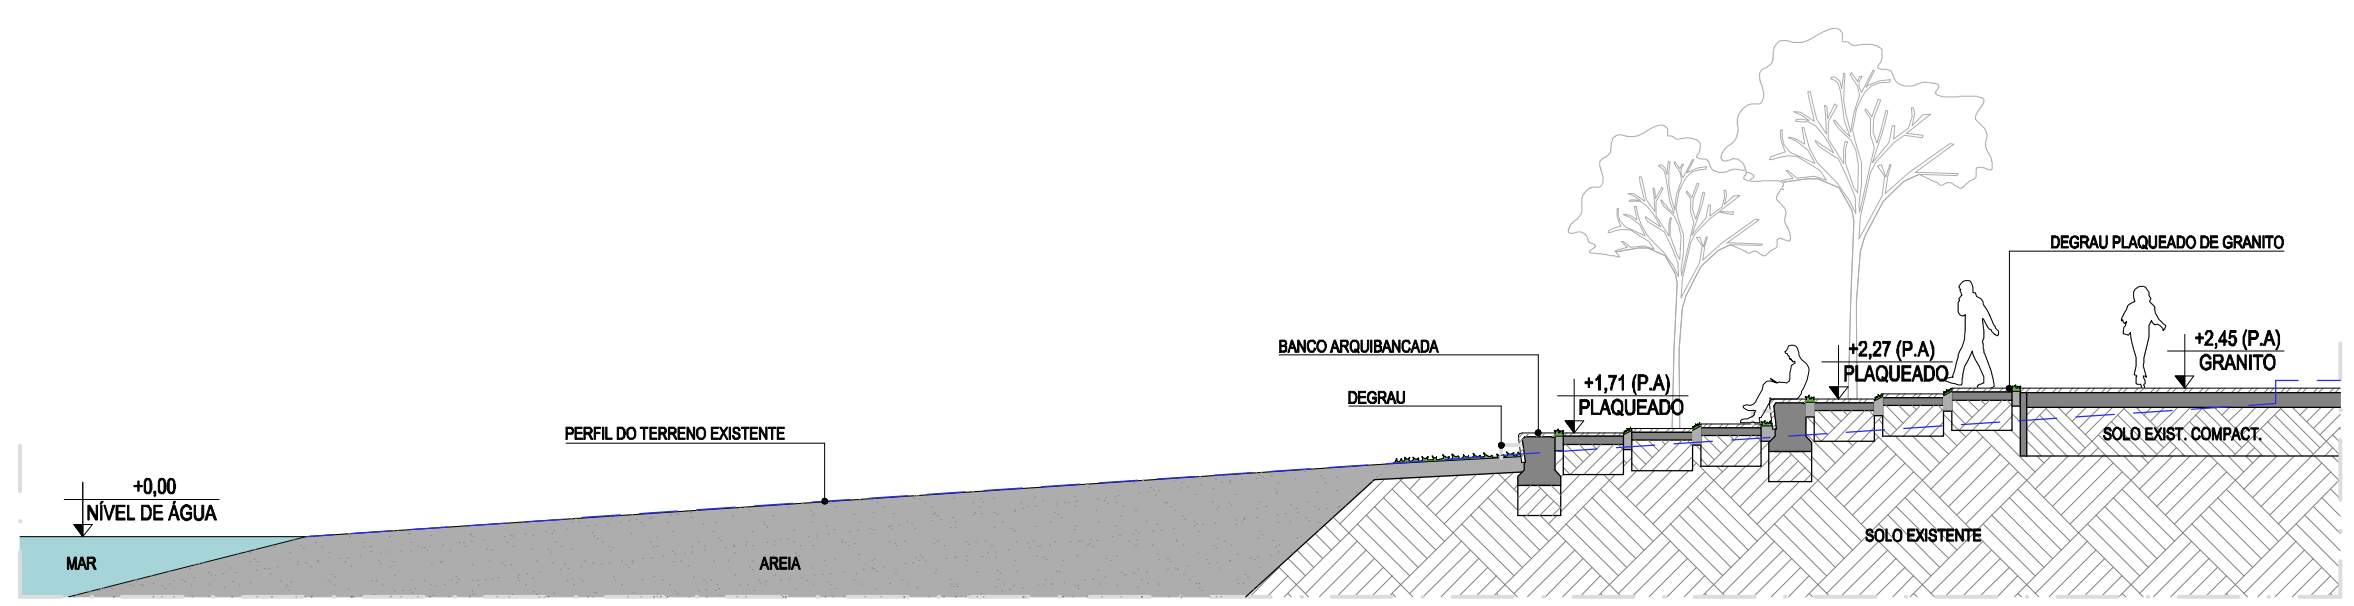 DEGRAU PLAQUEADO DE GRANITO
+2,45 (P.A)
GRANITO
+2,27 (P.A)
PLAQUEADO
BANCO ARQUIBANCADA
+1,71 (P.A)
PLAQUEADO
DEGRAU
PERFIL DO TERRENO EXISTENTE
SOLO EXIST. COMPACT.
+0,00
NÍVEL DE ÁGUA
SOLO EXISTENTE
MAR
AREIA